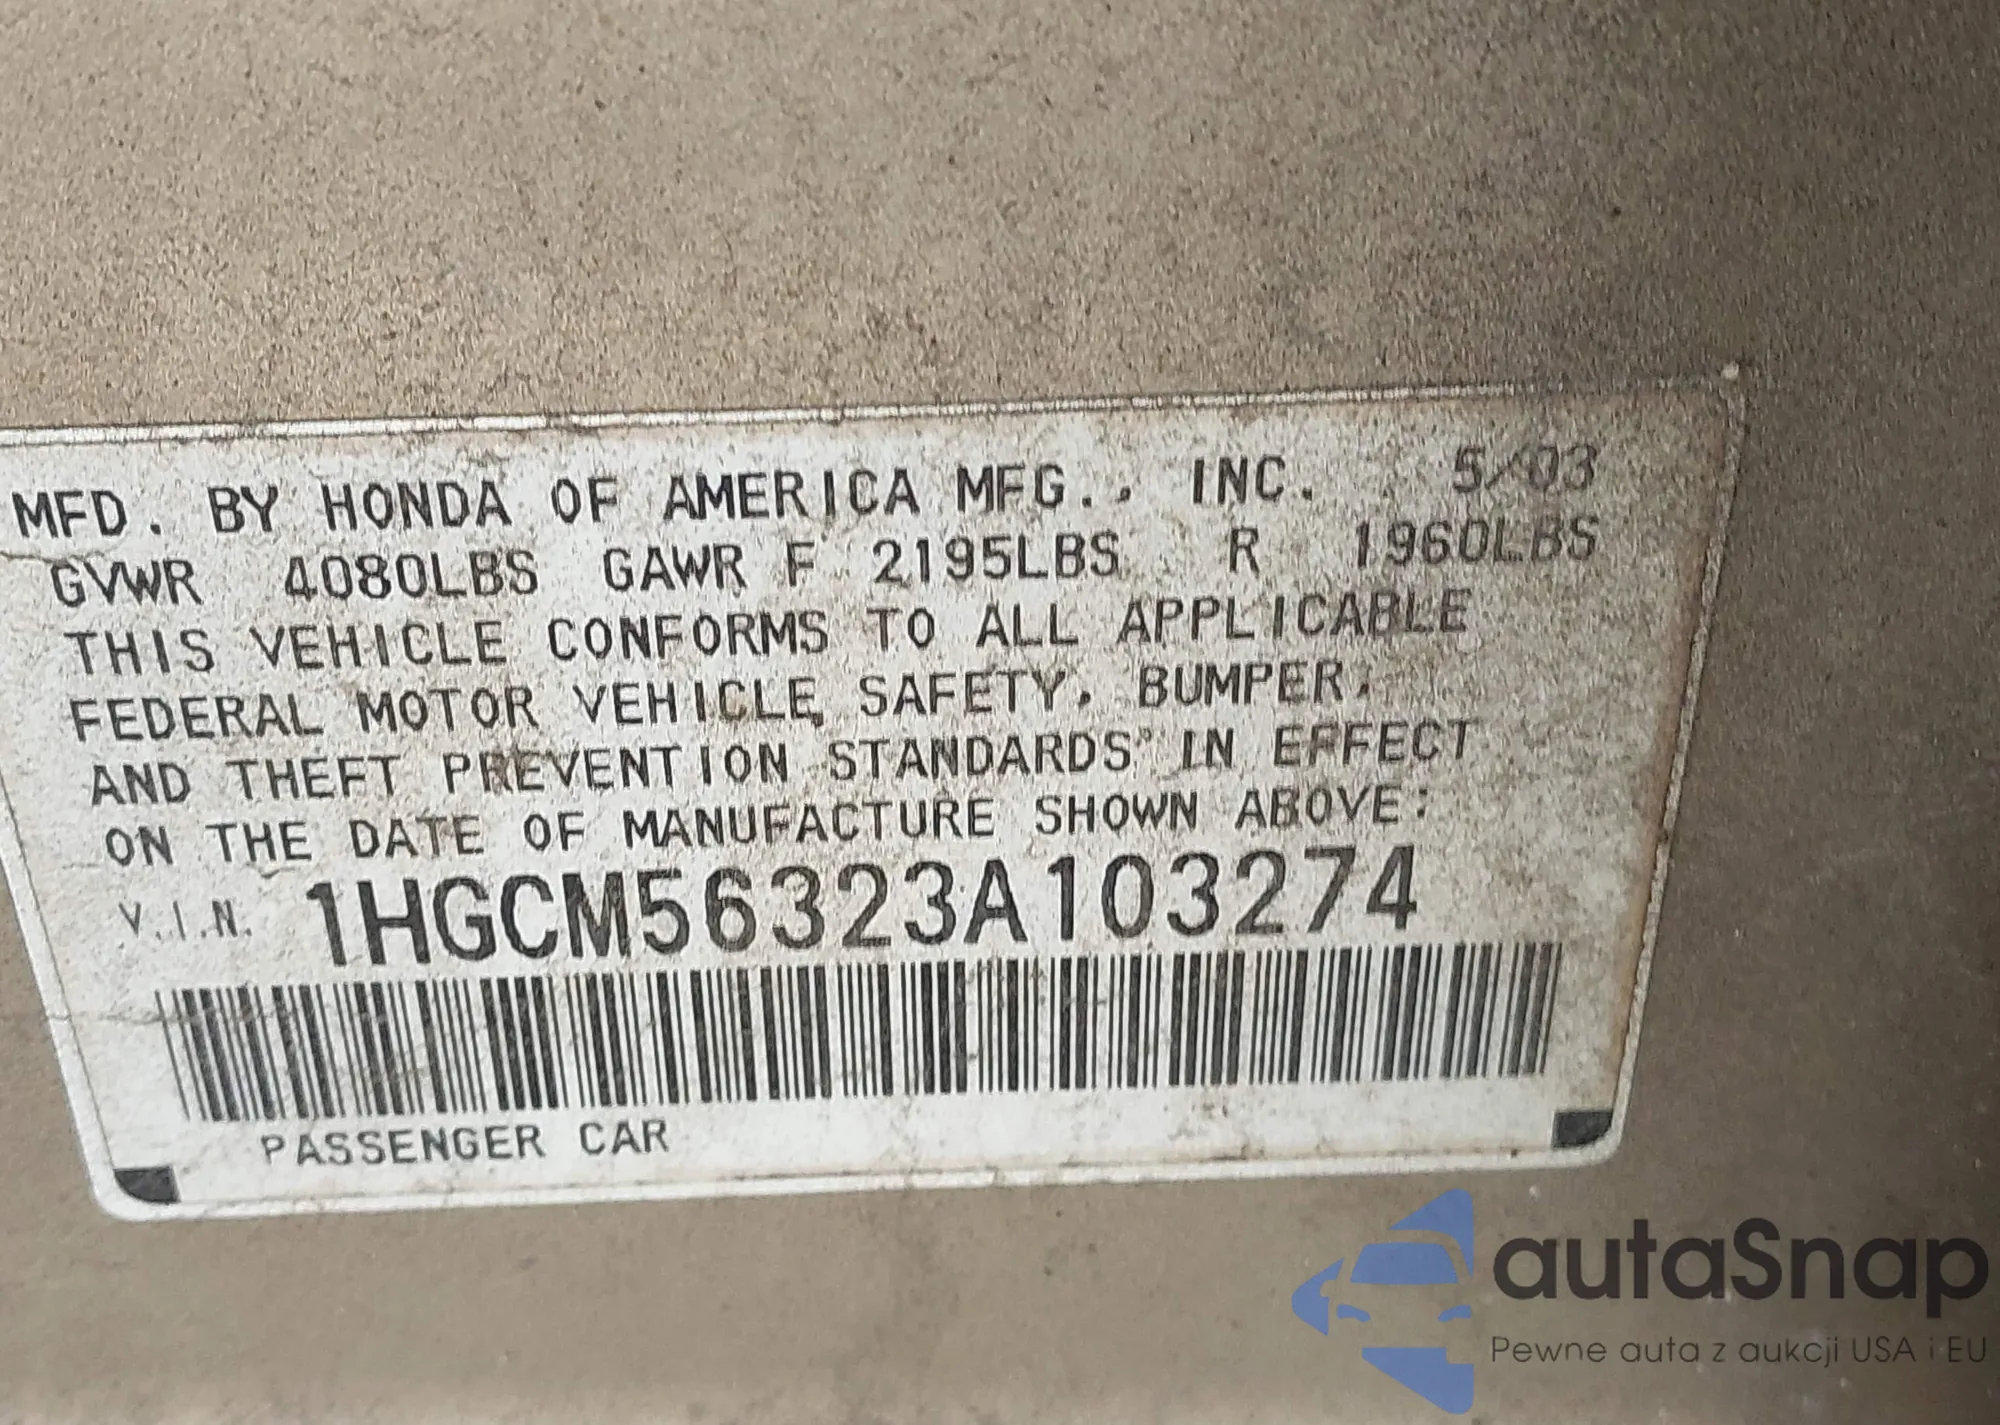 MFD. BY HONDA OF AMERICA MFG., INC. 5/03
GVWR 4080LBS GAWR F 2195LBS R 1960LBS
THIS VEHICLE CONFORMS TO ALL APPLICABLE
FEDERAL MOTOR VEHICLE SAFETY, BUMPER,
AND THEFT PREVENTION STANDARDS IN EFFECT
ON THE DATE OF MANUFACTURE SHOWN ABOVE:
V.I.N. 1HGCM56323A103274
PASSENGER CAR
autaSnap
Pewne auta z aukcji USA i EU